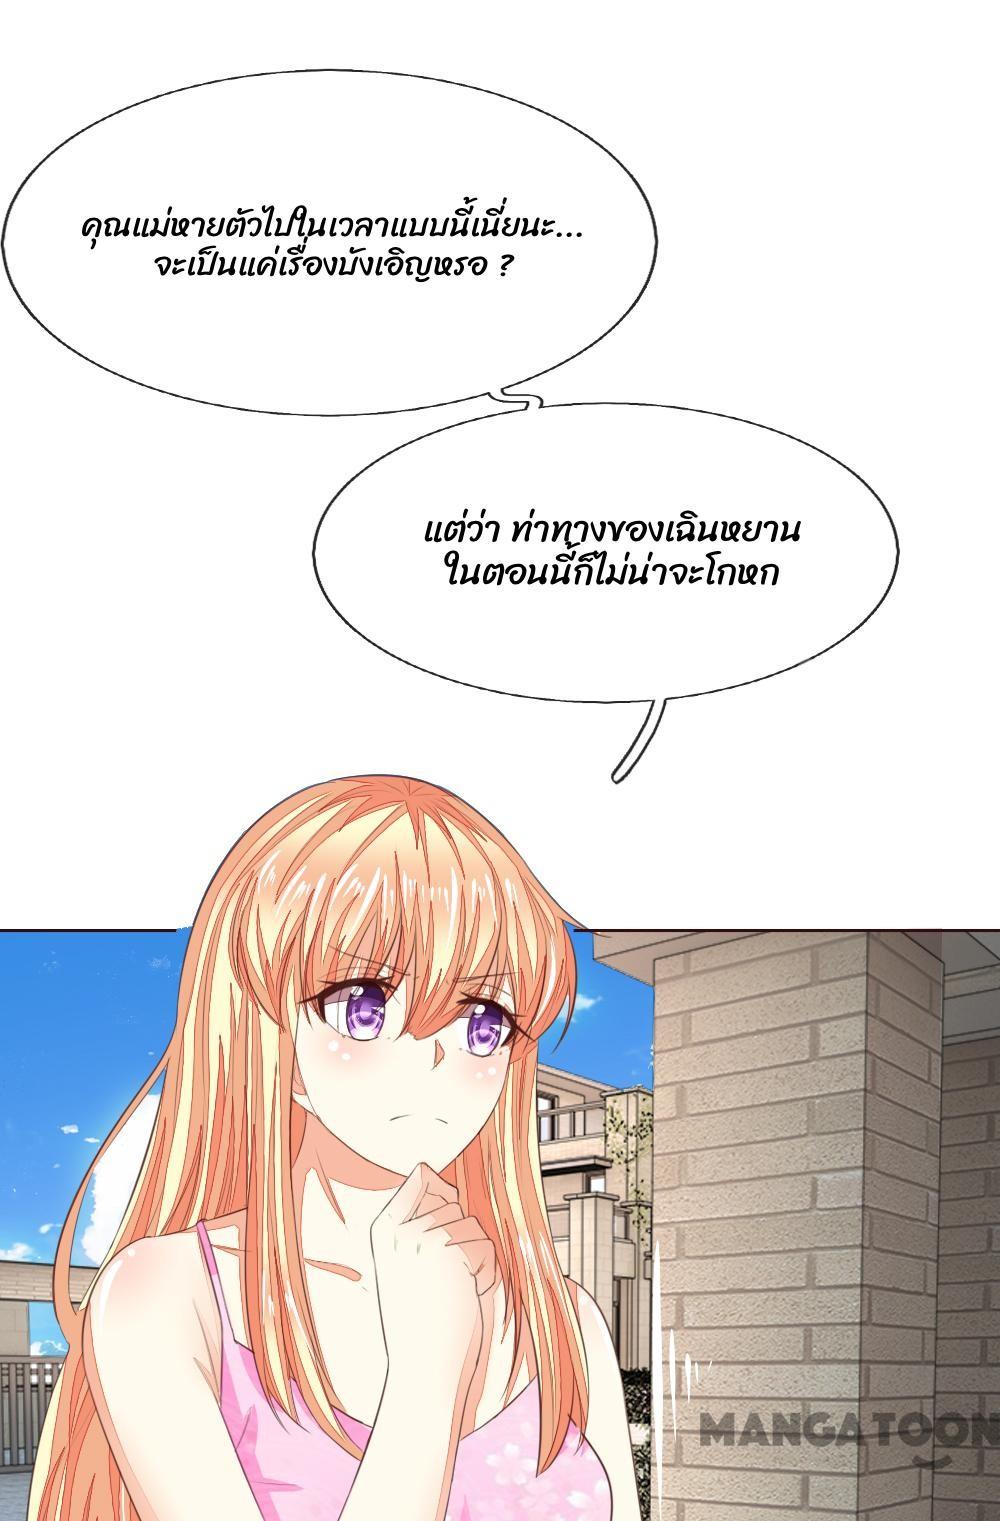 คุณแม่หายตัวไปในเวลาแบบนี้เนี่ยนะ...
จะเป็นแค่เรื่องบังเอิญหรอ ?
แต่ว่า ท่าทางของเฉินหยาน
ในตอนนี้ก็ไม่น่าจะโกหก
MANGATOON